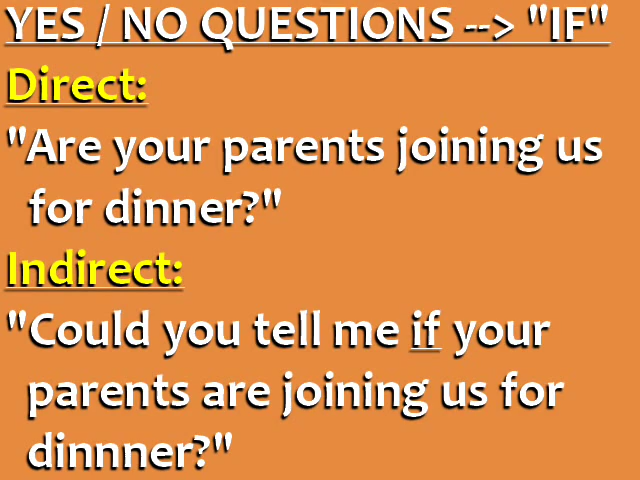 YES / NO QUESTIONS --> "IF"
Direct:
"Are your parents joining us
for dinner?"
Indirect:
"Could you tell me if your
parents are joining us for
dinnner?"